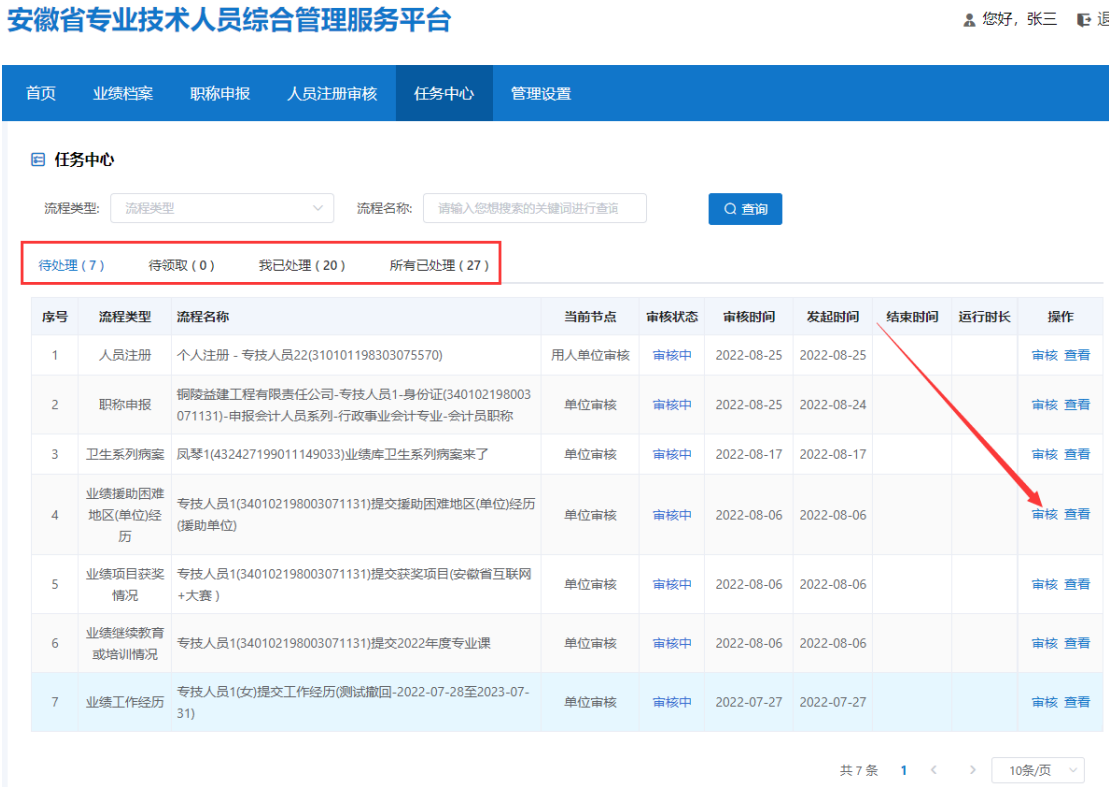 安徽省专业技术人员综合管理服务平台
您好，张三
首页 业绩档案 职称申报 人员注册审核 任务中心 管理设置
任务中心
流程类型: 流程类型 流程名称: 请输入您想搜索的关键词进行查询 查询
待处理 ( 7 ) 待领取 ( 0 ) 我已处理 ( 20 ) 所有已处理 ( 27 )
序号 流程类型 流程名称 当前节点 审核状态 审核时间 发起时间 结束时间 运行时长 操作
1 人员注册 个人注册 - 专技人员22(310101198303075570) 用人单位审核 审核中 2022-08-25 2022-08-25 审核 查看
2 职称申报 铜陵益建工程有限责任公司-专技人员1-身份证(340102198003
071131)-申报会计人员系列-行政事业会计专业-会计员职称 单位审核 审核中 2022-08-25 2022-08-24 审核 查看
3 卫生系列病案 凤琴1(432427199011149033)业绩库卫生系列病案来了 单位审核 审核中 2022-08-17 2022-08-17 审核 查看
4 业绩援助困难
地区(单位)经
历 专技人员1(340102198003071131)提交援助困难地区(单位)经历
(援助单位) 单位审核 审核中 2022-08-06 2022-08-06 审核 查看
5 业绩项目获奖
情况 专技人员1(340102198003071131)提交获奖项目(安徽省互联网
+大赛 ) 单位审核 审核中 2022-08-06 2022-08-06 审核 查看
6 业绩继续教育
或培训情况 专技人员1(340102198003071131)提交2022年度专业课 单位审核 审核中 2022-08-06 2022-08-06 审核 查看
7 业绩工作经历 专技人员1(女)提交工作经历(测试撤回-2022-07-28至2023-07-
31) 单位审核 审核中 2022-07-27 2022-07-27 审核 查看
共 7 条 1 10条/页